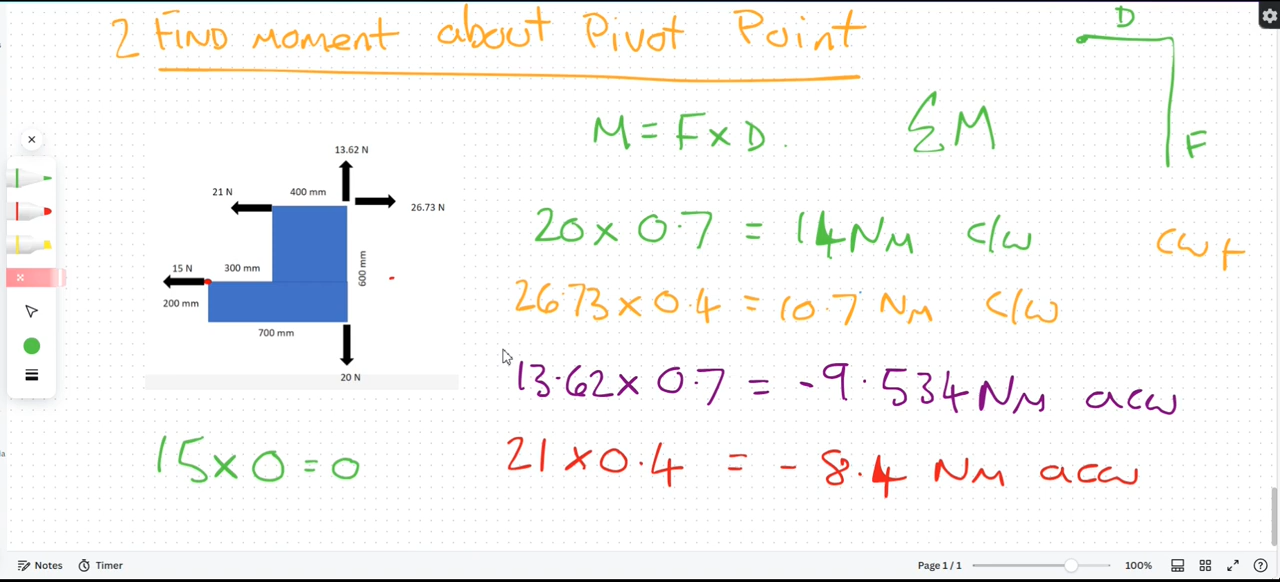 2 Find moment about Pivot Point
D
M = F x D.
ΣM
F
13.62 N
21 N
400 mm
26.73 N
20 x 0.7 = 14 NM c/w
cw +
15 N
300 mm
600 mm
200 mm
26.73 x 0.4 = 10.7 NM c/w
700 mm
20 N
13.62 x 0.7 = -9.534 NM acw
15 x 0 = 0
21 x 0.4 = -8.4 NM acw
Notes
Timer
Page 1 / 1
100%